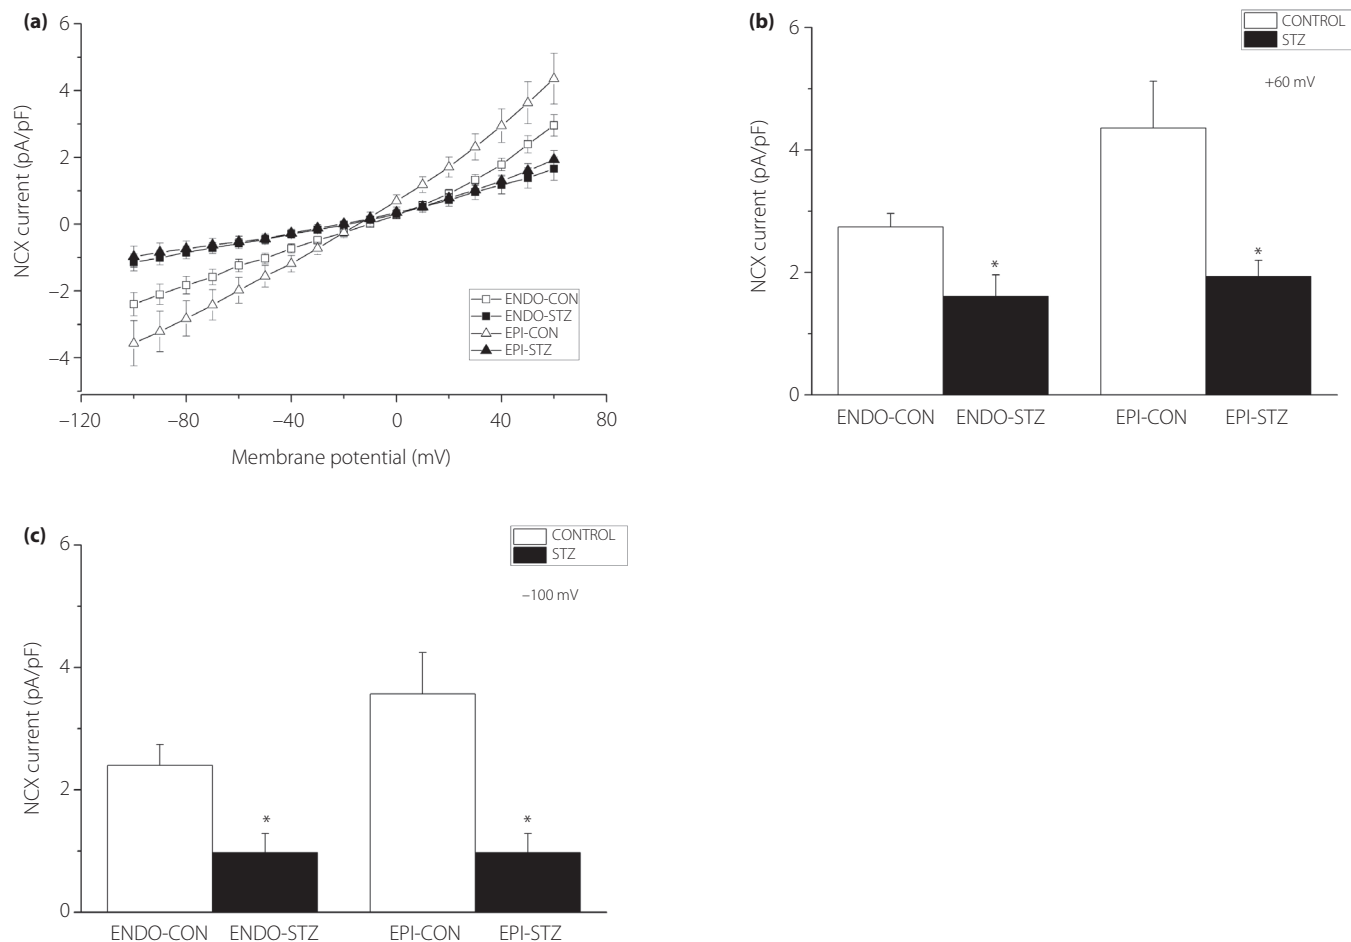 (a)
6
4
2
0
−2
−4
NCX current (pA/pF)
−120
−80
−40
0
40
80
Membrane potential (mV)
ENDO-CON
ENDO-STZ
EPI-CON
EPI-STZ
(b)
6
4
2
0
NCX current (pA/pF)
CONTROL
STZ
+60 mV
*
*
ENDO-CON
ENDO-STZ
EPI-CON
EPI-STZ
(c)
6
4
2
0
NCX current (pA/pF)
CONTROL
STZ
−100 mV
*
*
ENDO-CON
ENDO-STZ
EPI-CON
EPI-STZ